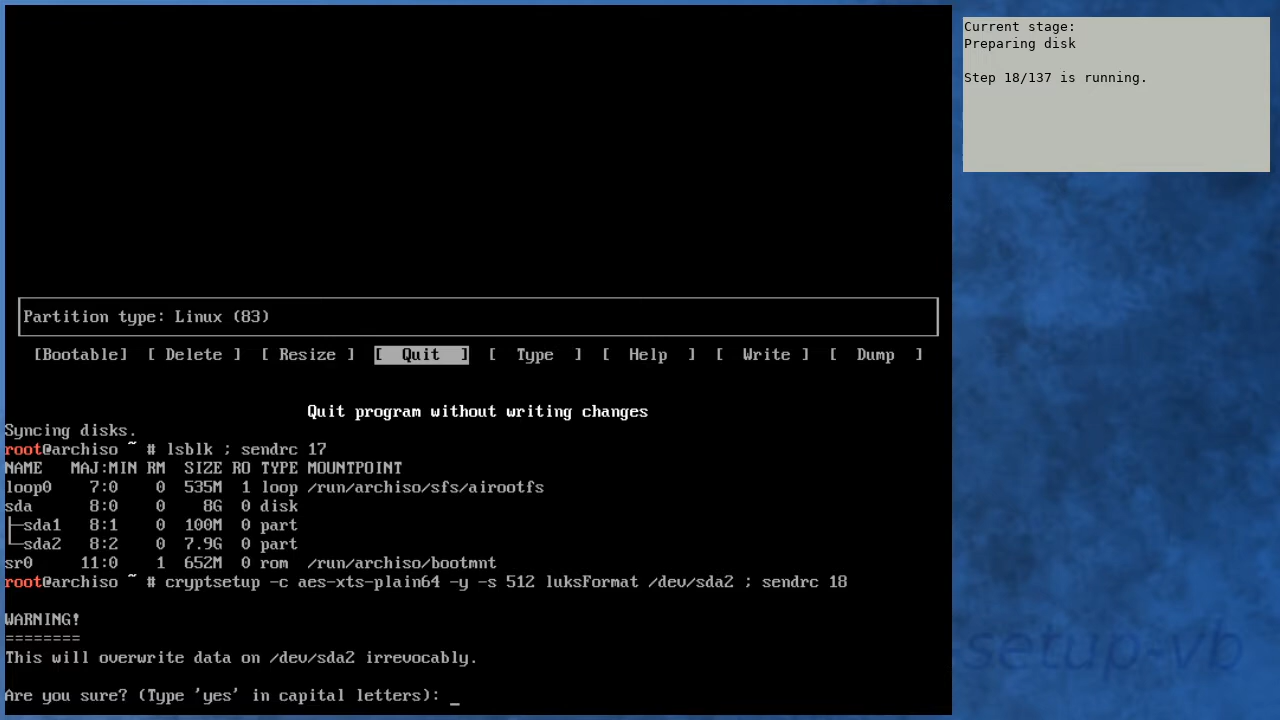 Current stage:
Preparing disk
Step 18/137 is running.
Partition type: Linux (83)
[Bootable]  [ Delete ]  [ Resize ]  [  Quit  ]  [  Type  ]  [  Help  ]  [  Write ]  [  Dump  ]
Quit program without writing changes
Syncing disks.
root@archiso ~ # lsblk ; sendrc 17
NAME   MAJ:MIN RM  SIZE RO TYPE MOUNTPOINT
loop0    7:0    0  535M  1 loop /run/archiso/sfs/airootfs
sda      8:0    0    8G  0 disk
├─sda1   8:1    0  100M  0 part
└─sda2   8:2    0  7.9G  0 part
sr0     11:0    1  652M  0 rom  /run/archiso/bootmnt
root@archiso ~ # cryptsetup -c aes-xts-plain64 -y -s 512 luksFormat /dev/sda2 ; sendrc 18
WARNING!
========
This will overwrite data on /dev/sda2 irrevocably.
Are you sure? (Type 'yes' in capital letters): _
setup-vb